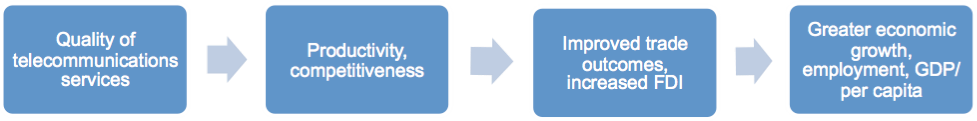 Quality of
telecommunications
services
Productivity,
competitiveness
Improved trade
outcomes,
increased FDI
Greater economic
growth,
employment, GDP/
per capita